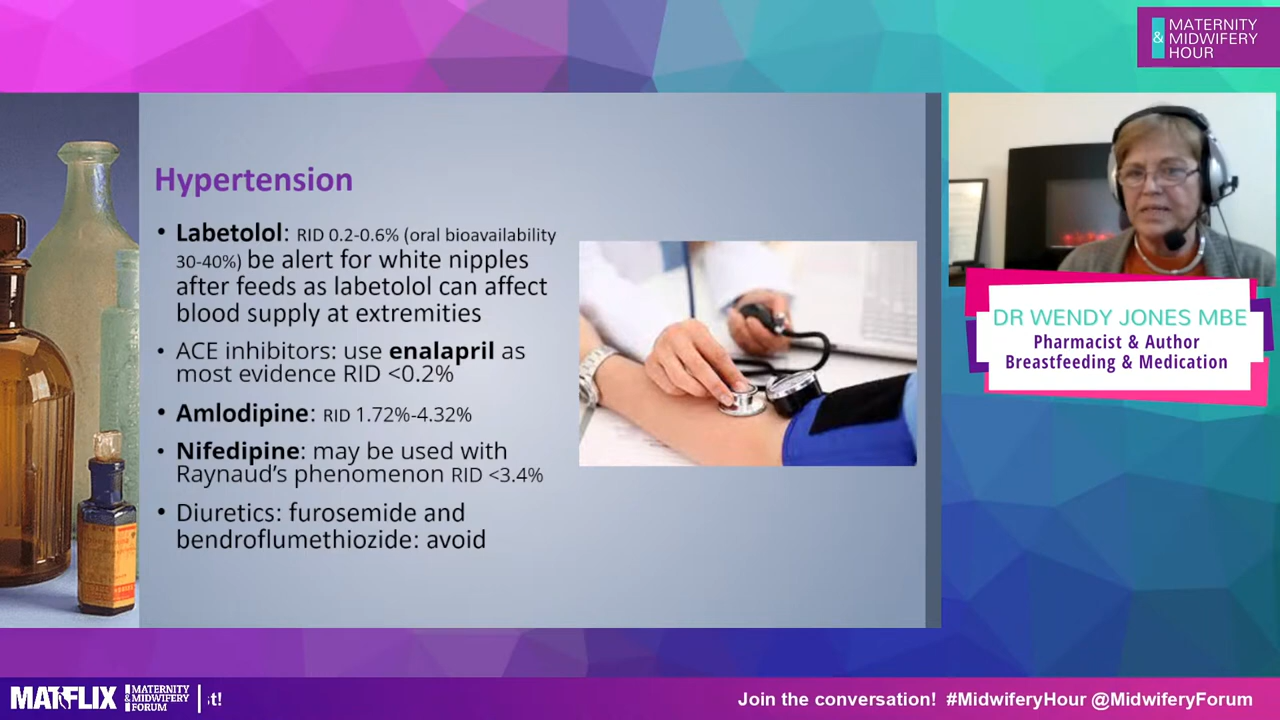 MATERNITY
& MIDWIFERY
HOUR
Hypertension
• Labetolol: RID 0.2-0.6% (oral bioavailability
30-40%) be alert for white nipples
after feeds as labetolol can affect
blood supply at extremities
• ACE inhibitors: use enalapril as
most evidence RID <0.2%
• Amlodipine: RID 1.72%-4.32%
• Nifedipine: may be used with
Raynaud's phenomenon RID <3.4%
• Diuretics: furosemide and
bendroflumethiozide: avoid
DR WENDY JONES MBE
Pharmacist & Author
Breastfeeding & Medication
MATFLIX
MATERNITY
& MIDWIFERY
FORUM
t!
Join the conversation! #MidwiferyHour @MidwiferyForum